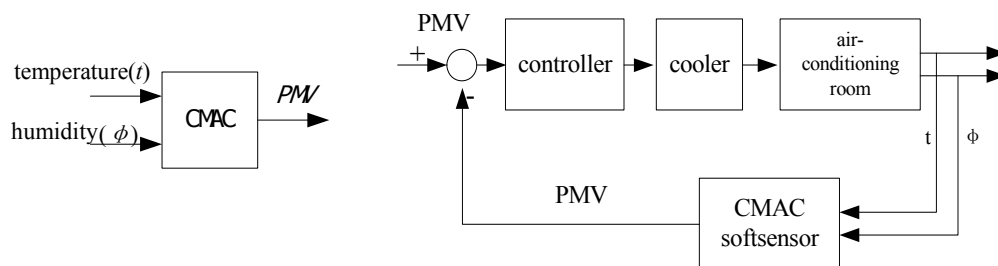 temperature(t)
humidity(ϕ)
CMAC
PMV
PMV
+
-
controller
cooler
air-
conditioning
room
t
ϕ
PMV
CMAC
softsensor